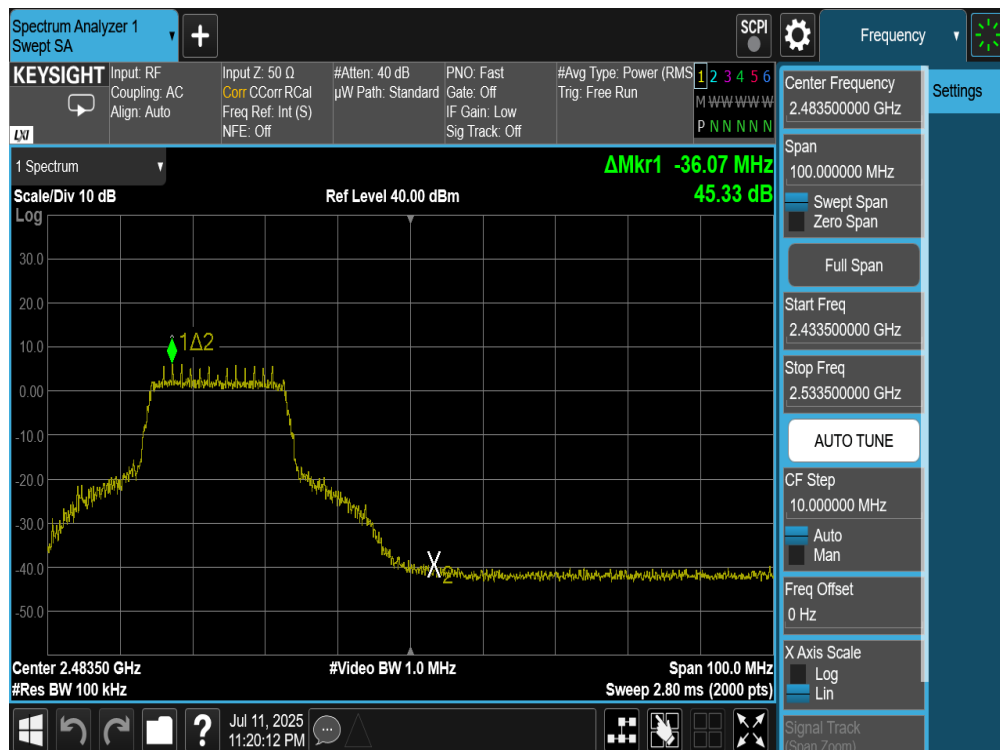 Spectrum Analyzer 1
Swept SA
+
SCPI
Frequency
KEYSIGHT
LXI
Input: RF
Coupling: AC
Align: Auto
Input Z: 50 Ω
Corr CCorr RCal
Freq Ref: Int (S)
NFE: Off
#Atten: 40 dB
µW Path: Standard
PNO: Fast
Gate: Off
IF Gain: Low
Sig Track: Off
#Avg Type: Power (RMS
Trig: Free Run
1 2 3 4 5 6
M W W W W W
P N N N N N
1 Spectrum
ΔMkr1 -36.07 MHz
45.33 dB
Scale/Div 10 dB
Ref Level 40.00 dBm
Log
30.0
20.0
10.0
0.00
-10.0
-20.0
-30.0
-40.0
-50.0
1Δ2
2
Center 2.48350 GHz
#Video BW 1.0 MHz
Span 100.0 MHz
#Res BW 100 kHz
Sweep 2.80 ms (2000 pts)
Center Frequency
2.483500000 GHz
Span
100.000000 MHz
Swept Span
Zero Span
Full Span
Start Freq
2.433500000 GHz
Stop Freq
2.533500000 GHz
AUTO TUNE
CF Step
10.000000 MHz
Auto
Man
Freq Offset
0 Hz
X Axis Scale
Log
Lin
Signal Track
(Span Zoom)
Settings
?
Jul 11, 2025
11:20:12 PM